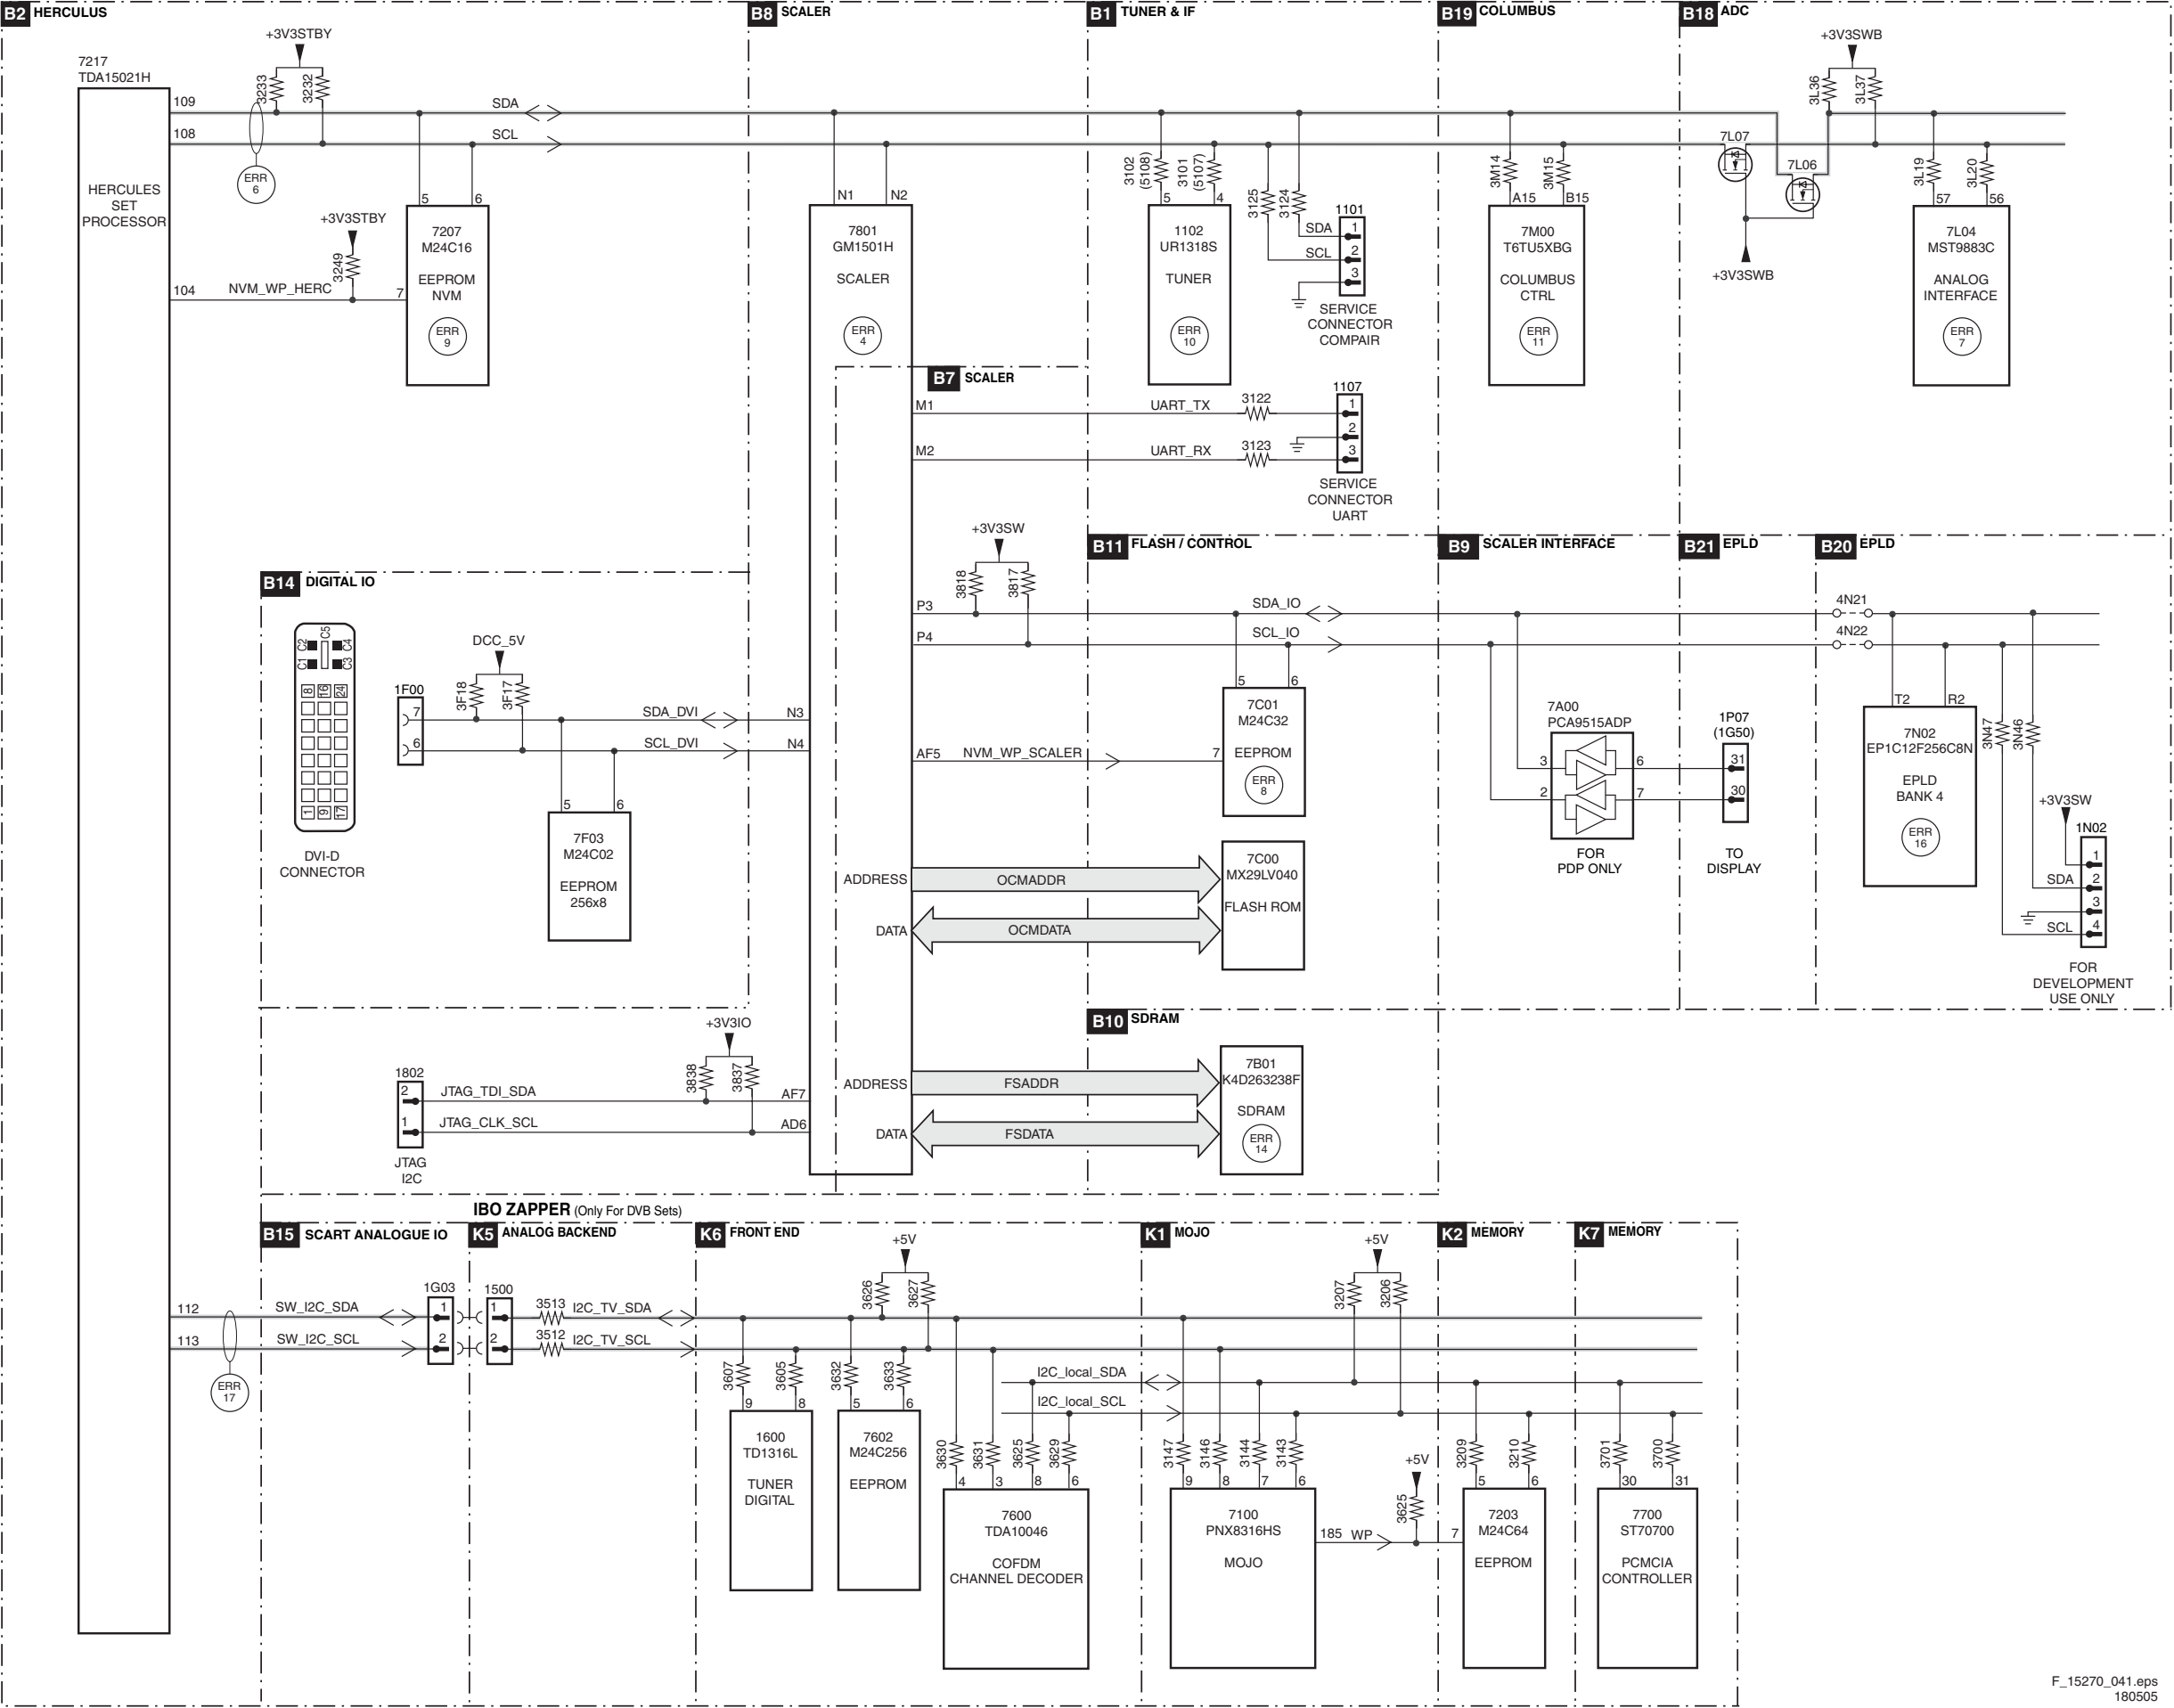 B2 HERCULUS
B8 SCALER
B1 TUNER & IF
B19 COLUMBUS
B18 ADC
7217
TDA15021H
HERCULES
SET
PROCESSOR
+3V3STBY
3233
3232
109
SDA
108
SCL
ERR
6
+3V3STBY
3249
104
NVM_WP_HERC
7
5
6
7207
M24C16
EEPROM
NVM
ERR
9
N1
N2
7801
GM1501H
SCALER
ERR
4
3102
(5108)
3101
(5107)
5
4
1102
UR1318S
TUNER
ERR
10
3125
3124
1101
SDA
1
SCL
2
3
SERVICE
CONNECTOR
COMPAIR
3M14
3M15
A15
B15
7M00
T6TU5XBG
COLUMBUS
CTRL
ERR
11
+3V3SWB
3L36
3L37
7L07
7L06
+3V3SWB
3L19
3L20
57
56
7L04
MST9883C
ANALOG
INTERFACE
ERR
7
B7 SCALER
M1
UART_TX
3122
M2
UART_RX
3123
1107
1
2
3
SERVICE
CONNECTOR
UART
B14 DIGITAL IO
C5
C2
C4
C1
C3
8
16
24
1
9
17
DVI-D
CONNECTOR
1F00
7
6
DCC_5V
3F18
3F17
SDA_DVI
N3
SCL_DVI
N4
5
6
7F03
M24C02
EEPROM
256x8
+3V3SW
3818
3817
P3
P4
B11 FLASH / CONTROL
B9 SCALER INTERFACE
B21 EPLD
B20 EPLD
SDA_IO
SCL_IO
5
6
AF5
NVM_WP_SCALER
7
7C01
M24C32
EEPROM
ERR
8
ADDRESS
OCMADDR
DATA
OCMDATA
7C00
MX29LV040
FLASH ROM
7A00
PCA9515ADP
3
6
2
7
FOR
PDP ONLY
1P07
(1G50)
31
30
TO
DISPLAY
4N21
4N22
T2
R2
7N02
EP1C12F256C8N
EPLD
BANK 4
ERR
16
3N47
3N46
+3V3SW
1N02
1
SDA
2
3
SCL
4
FOR
DEVELOPMENT
USE ONLY
B10 SDRAM
+3V3IO
3838
3837
1802
2
JTAG_TDI_SDA
AF7
1
JTAG_CLK_SCL
AD6
JTAG
I2C
ADDRESS
FSADDR
DATA
FSDATA
7B01
K4D263238F
SDRAM
ERR
14
IBO ZAPPER (Only For DVB Sets)
B15 SCART ANALOGUE IO
K5 ANALOG BACKEND
K6 FRONT END
K1 MOJO
K2 MEMORY
K7 MEMORY
112
SW_I2C_SDA
113
SW_I2C_SCL
ERR
17
1G03
1
2
1500
1
2
3513
I2C_TV_SDA
3512
I2C_TV_SCL
+5V
3626
3627
+5V
3207
3206
3607
3605
3632
3633
I2C_local_SDA
I2C_local_SCL
9
8
1600
TD1316L
TUNER
DIGITAL
5
6
7602
M24C256
EEPROM
3630
3631
3625
3629
4
3
8
6
7600
TDA10046
COFDM
CHANNEL DECODER
3147
3146
3144
3143
9
8
7
6
7100
PNX8316HS
MOJO
185
WP
+5V
3625
7
3209
3210
5
6
7203
M24C64
EEPROM
3701
3700
30
31
7700
ST70700
PCMCIA
CONTROLLER
F_15270_041.eps
180505